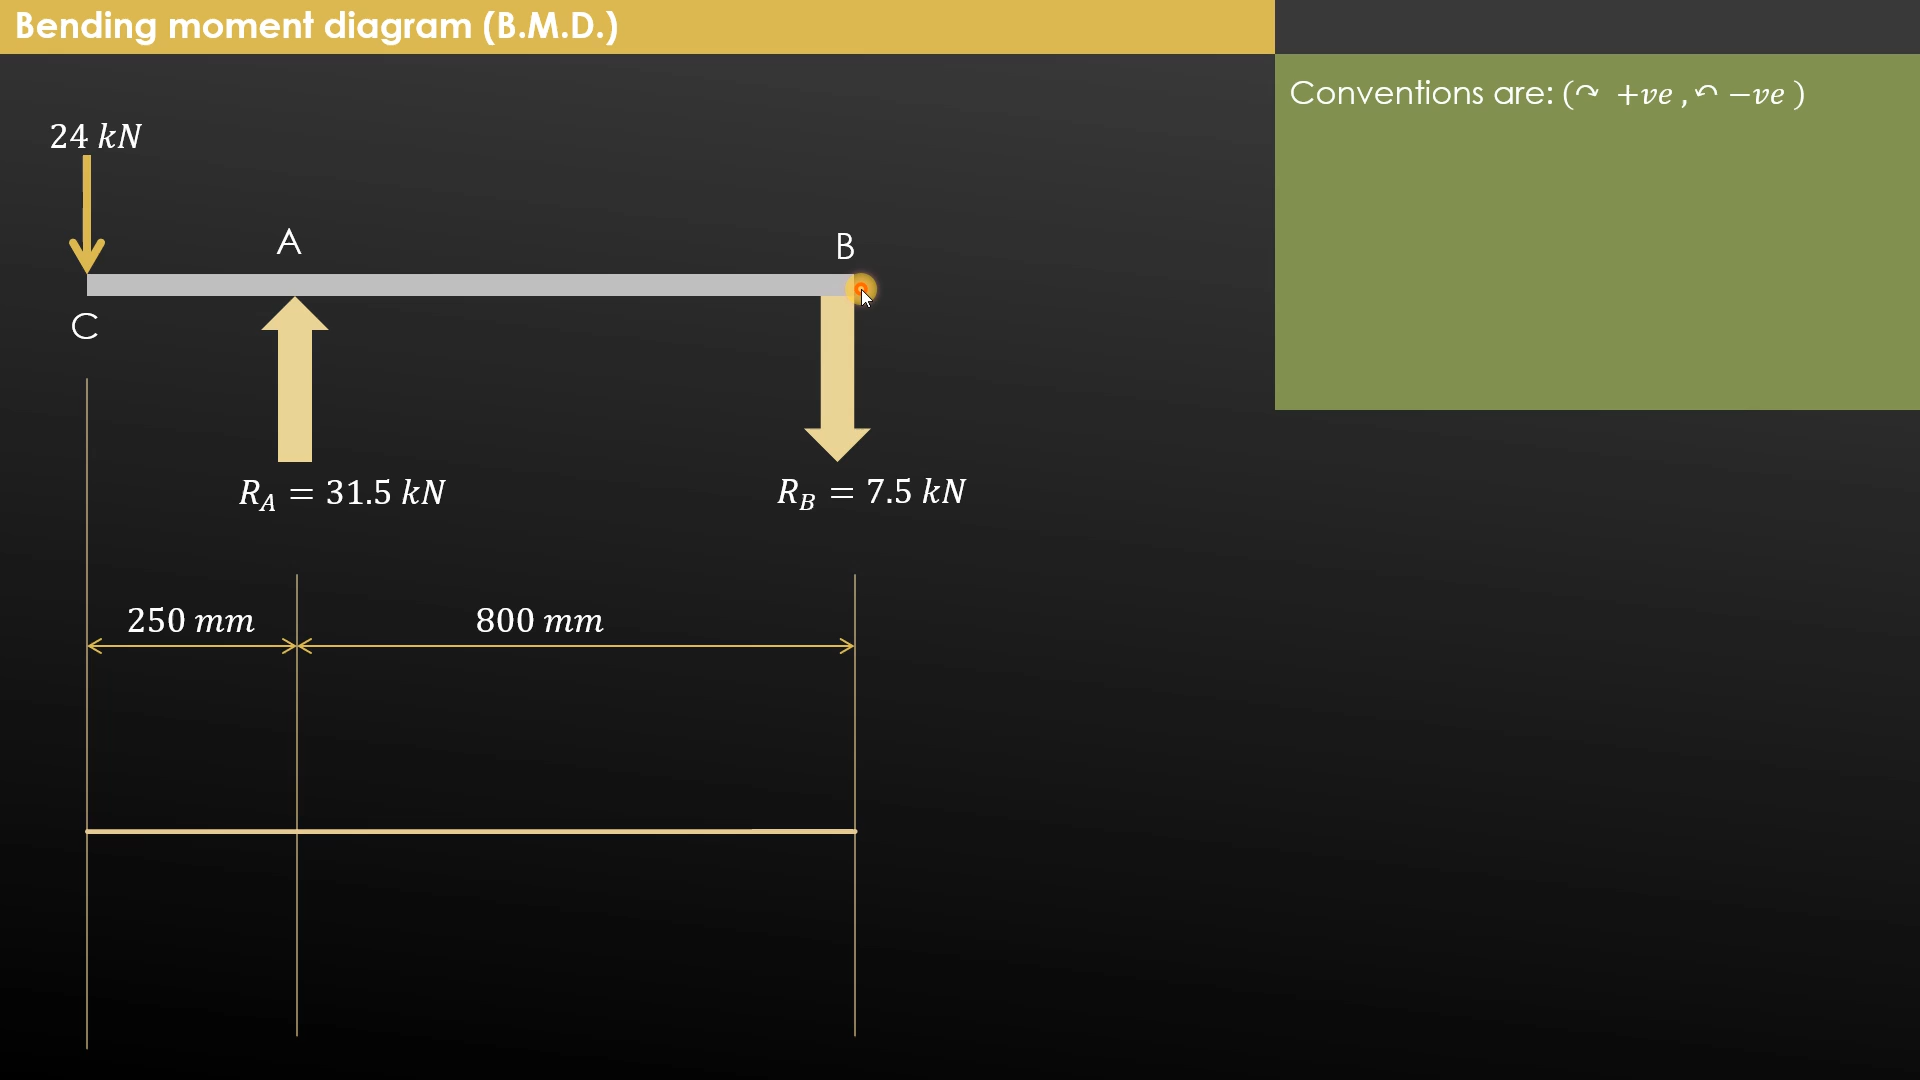 Bending moment diagram (B.M.D.)
Conventions are: (↷ +ve , ↶ −ve )
24 kN
A
B
C
R_A = 31.5 kN
R_B = 7.5 kN
250 mm
800 mm